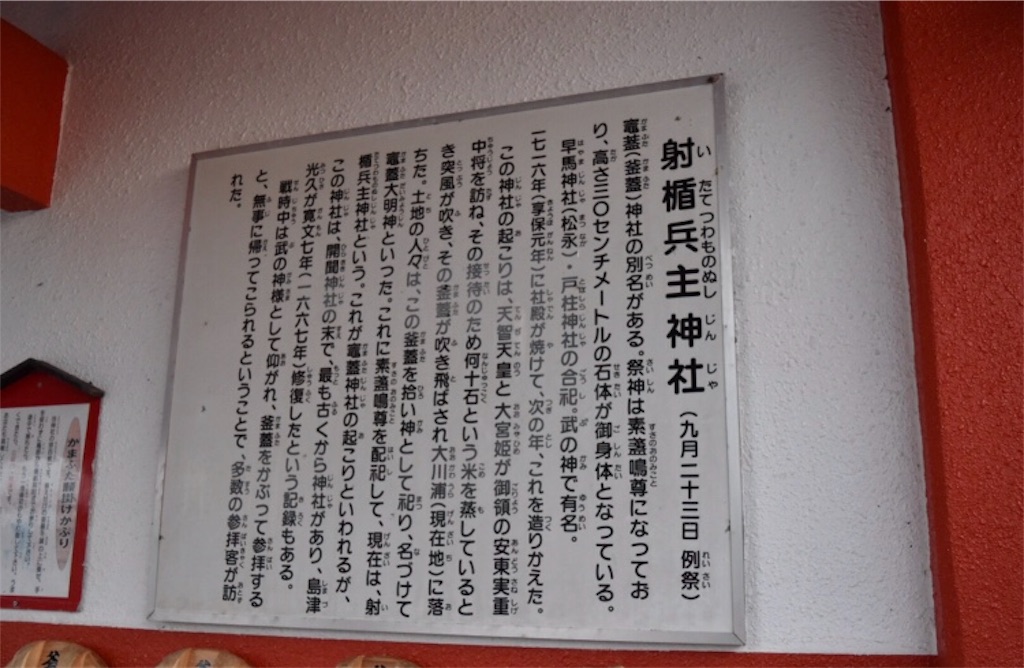 射楯兵主神社（九月二十三日 例祭）
竈蓋（釜蓋）神社の別名がある。祭神は素盞鳴尊になってお
り、高さ三〇センチメートルの石体が御身体となっている。
早馬神社（松永）・戸柱神社の合祀。武の神で有名。
一七一六年（享保元年）に社殿が焼けて、次の年、これを造りかえた。
この神社の起こりは、天智天皇と大宮姫が御領の安東実重
中将を訪ね、その接待のため何十石という米を蒸していると
き突風が吹き、その釜蓋が吹き飛ばされ大川浦（現在地）に落
ちた。土地の人々は、この釜蓋を拾い神として祀り、名づけて
竈蓋大明神といった。これに素盞鳴尊を配祀して、現在は、射
楯兵主神社という。これが竈蓋神社の起こりといわれるが、
この神社は、開聞神社の末で、最も古くから神社があり、島津
光久が寛文七年（一六六七年）修復したという記録もある。
戦時中は武の神様として仰がれ、釜蓋をかぶって参拝する
と、無事に帰ってこられるということで、多数の参拝客が訪
れた。
がまふた願掛けかぶり
釜
釜